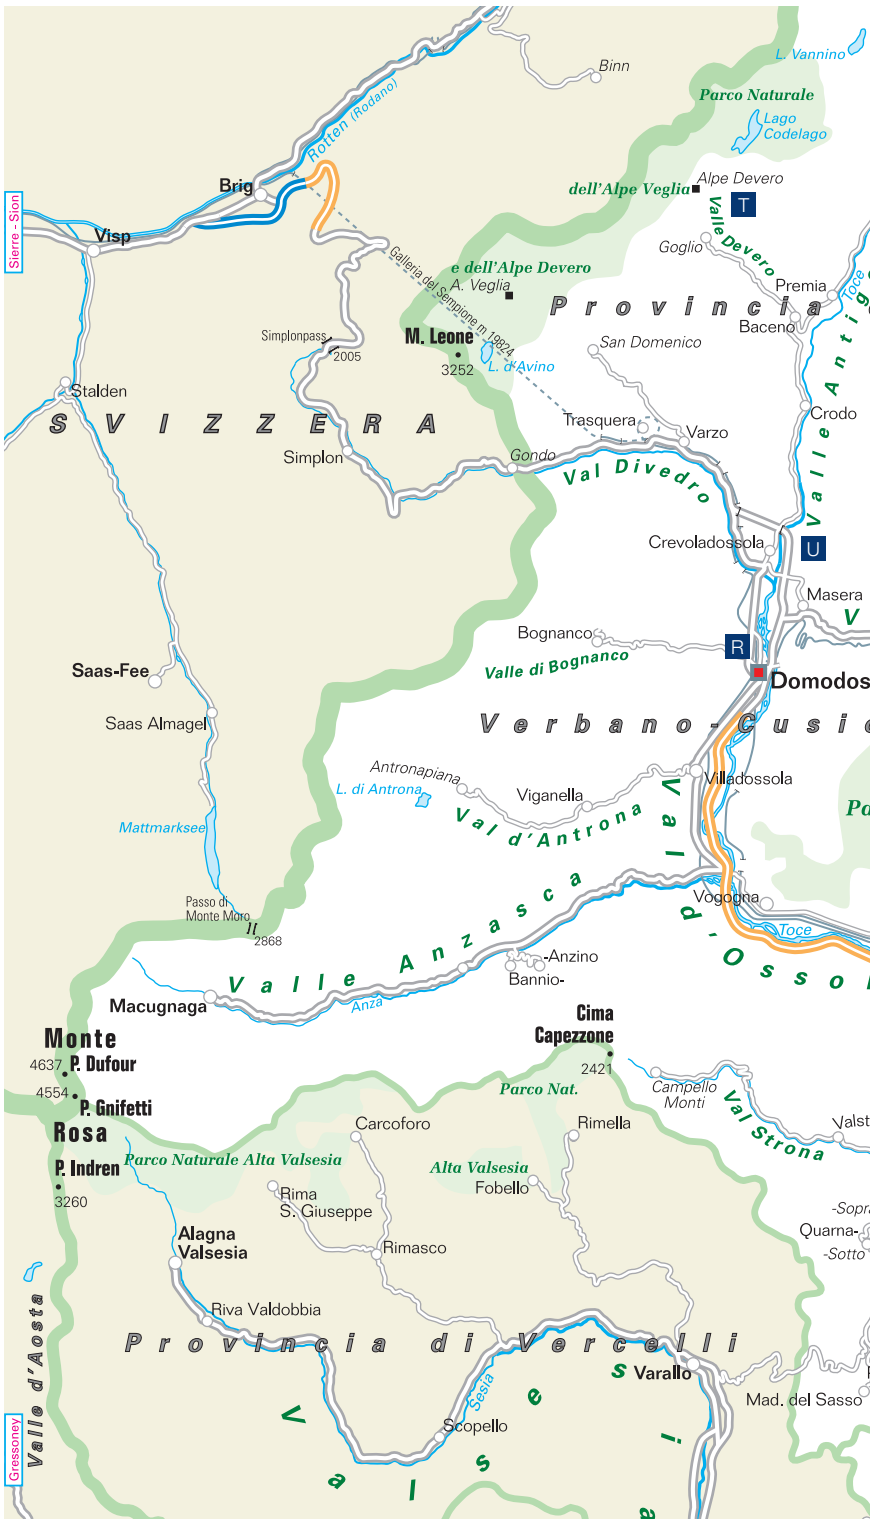 Binn
L. Vannino
Parco Naturale
Lago
Codelago
Rotten (Rodano)
Brig
dell'Alpe Veglia
Alpe Devero
T
Sierre - Sion
Visp
Valle Devero
Goglio
e dell'Alpe Devero
A. Veglia
Galleria del Sempione m 19824
Premia
Toce
Provincia
Baceno
Simplonpass
2005
M. Leone
3252
L. d'Avino
San Domenico
Valle Antigo
Stalden
SVIZZERA
Trasquera
Varzo
Crodo
Simplon
Gondo
Val Divedro
Crevoladossola
U
Masera
V
Bognanco
R
Valle di Bognanco
Saas-Fee
Domodos
Saas Almagel
Verbano-Cusio
Antronapiana
L. di Antrona
Viganella
Villadossola
Val d'Antrona
Mattmarksee
Pa
Passo di
Monte Moro
2868
Vogogna
Toce
Val d'Ossol
Valle Anzasca
-Anzino
Bannio-
Macugnaga
Anza
Cima
Capezzone
2421
Monte
4637
P. Dufour
4554
P. Gnifetti
Rosa
P. Indren
3260
Parco Nat.
Campello
Monti
Val Strona
Valst
Carcoforo
Rimella
Parco Naturale Alta Valsesia
Alta Valsesia
Fobello
Rima
S. Giuseppe
-Sopra
Quarna-
-Sotto
Alagna
Valsesia
Rimasco
Riva Valdobbia
Provincia di Vercelli
Valle d'Aosta
Varallo
Sesia
Mad. del Sasso
Scopello
Valsesia
Gressoney